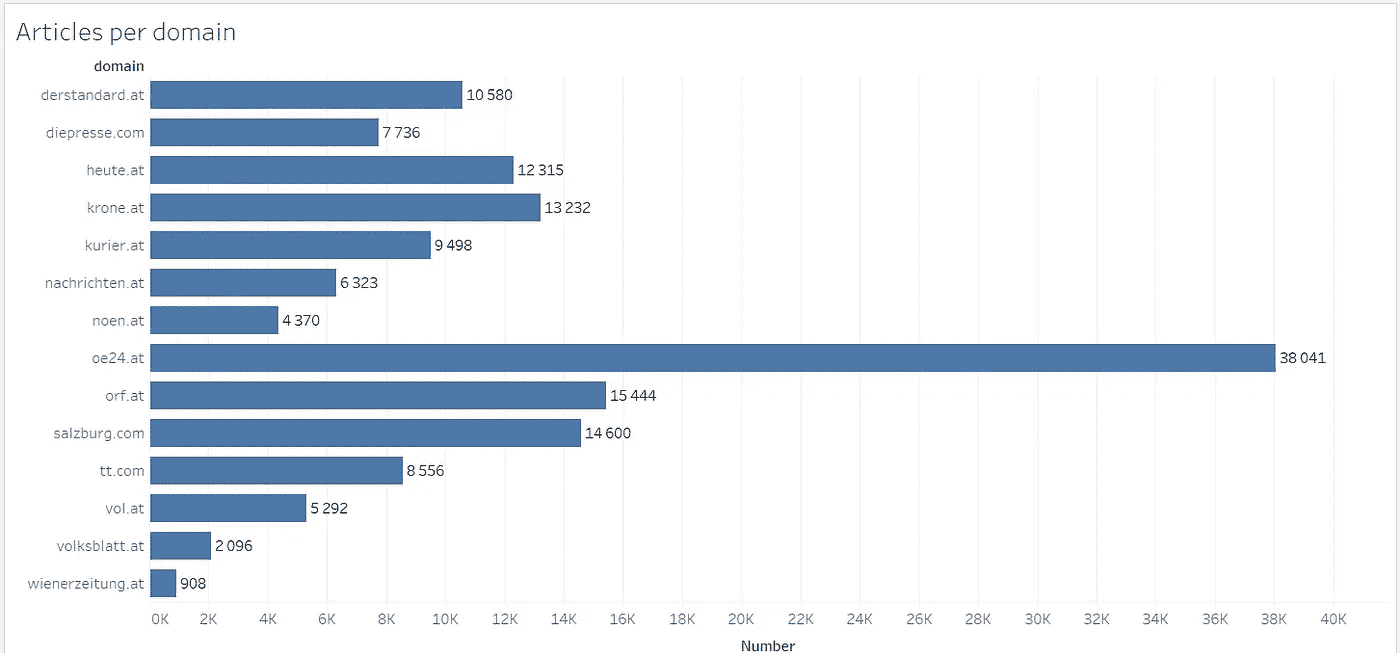 Articles per domain
domain
derstandard.at 10 580
diepresse.com 7 736
heute.at 12 315
krone.at 13 232
kurier.at 9 498
nachrichten.at 6 323
noen.at 4 370
oe24.at 38 041
orf.at 15 444
salzburg.com 14 600
tt.com 8 556
vol.at 5 292
volksblatt.at 2 096
wienerzeitung.at 908
0K 2K 4K 6K 8K 10K 12K 14K 16K 18K 20K 22K 24K 26K 28K 30K 32K 34K 36K 38K 40K
Number